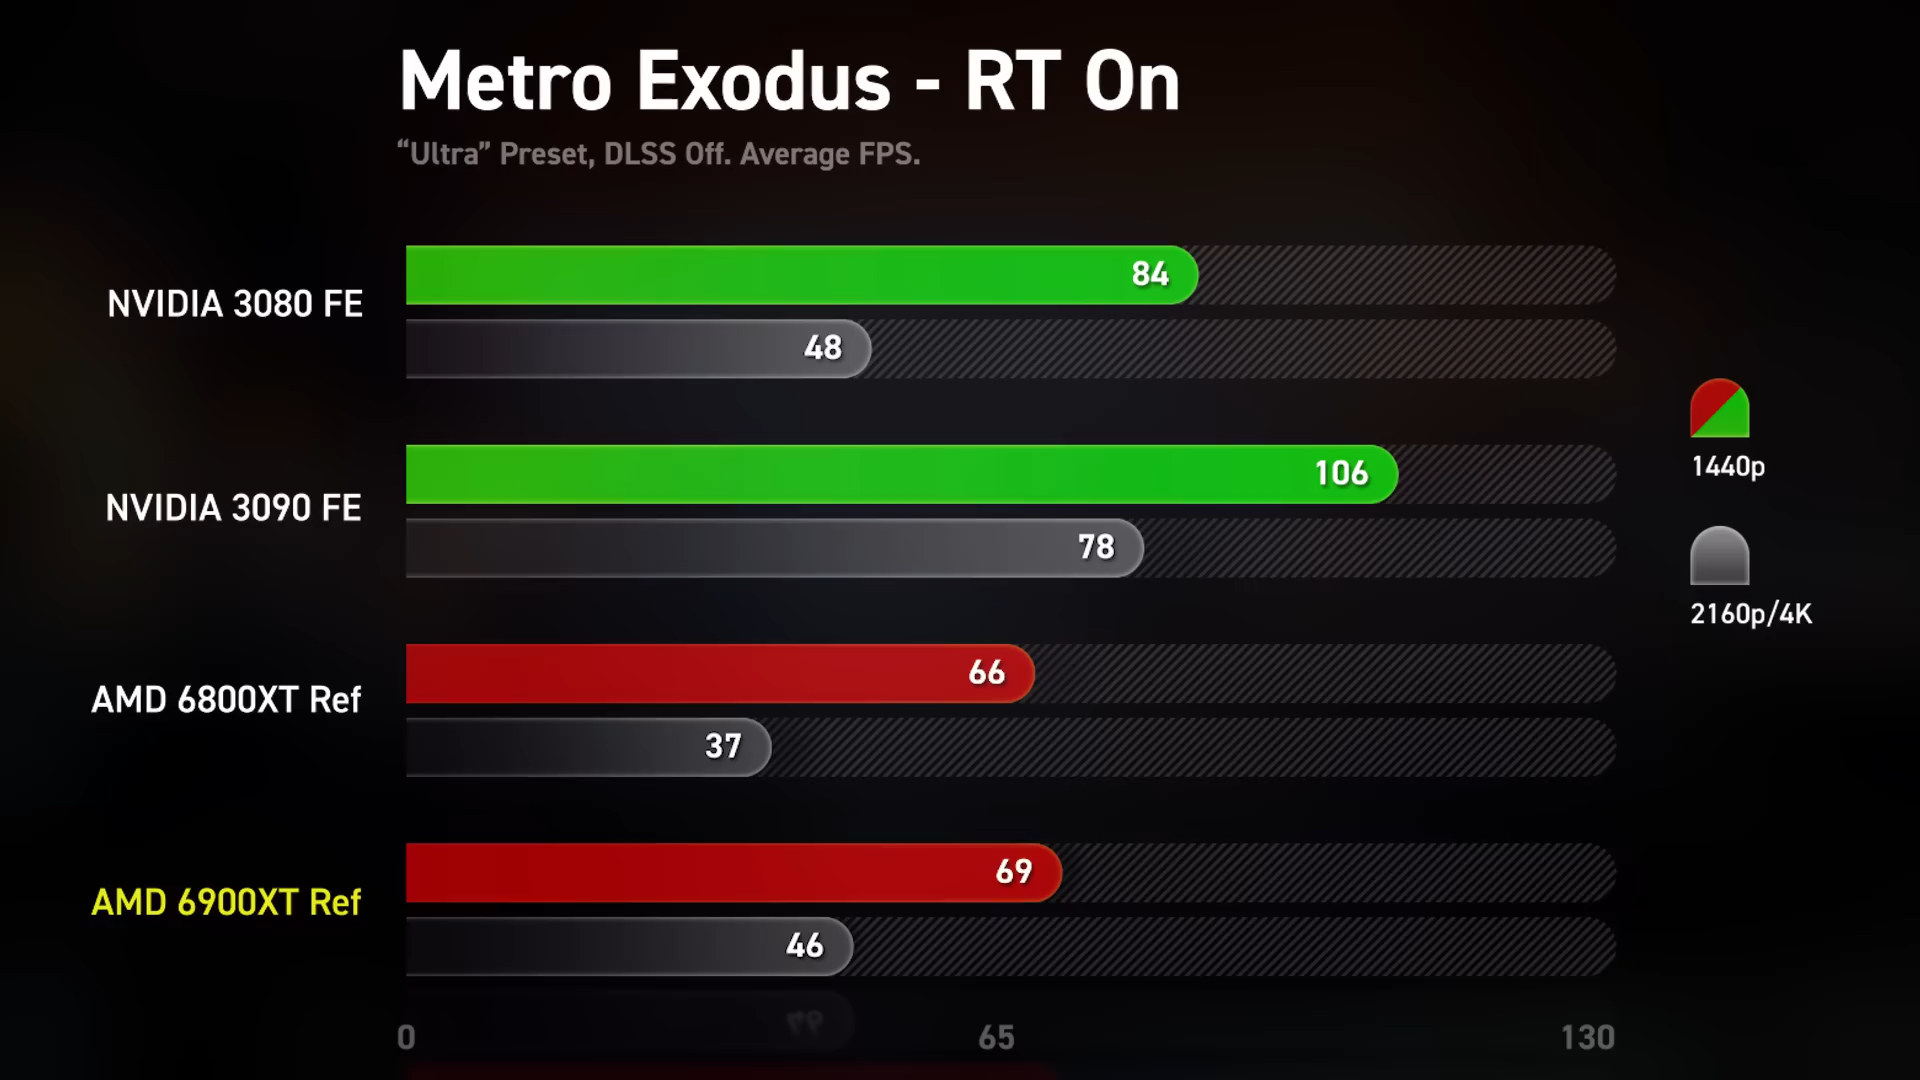 Metro Exodus - RT On
“Ultra” Preset, DLSS Off. Average FPS.
NVIDIA 3080 FE
84
48
NVIDIA 3090 FE
106
78
AMD 6800XT Ref
66
37
AMD 6900XT Ref
69
46
0
65
130
1440p
2160p/4K